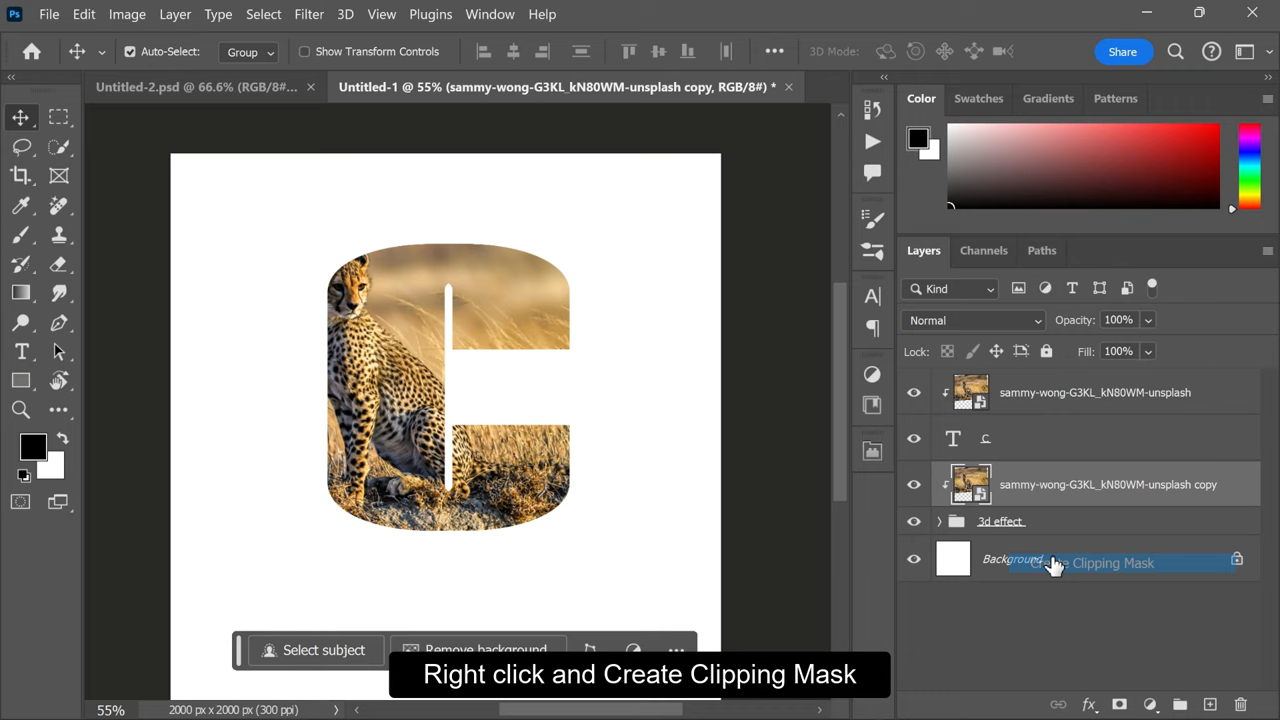 Ps File Edit Image Layer Type Select Filter 3D View Plugins Window Help
Auto-Select: Group Show Transform Controls 3D Mode: Share
Untitled-2.psd @ 66.6% (RGB/8#... × Untitled-1 @ 55% (sammy-wong-G3KL_kN80WM-unsplash copy, RGB/8#) * ×
Color Swatches Gradients Patterns
Layers Channels Paths
Kind
Normal Opacity: 100%
Lock: Fill: 100%
sammy-wong-G3KL_kN80WM-unsplash
T C
sammy-wong-G3KL_kN80WM-unsplash copy
3d effect
Background
Create Clipping Mask
Select subject Remove background
Right click and Create Clipping Mask
55% 2000 px x 2000 px (300 ppi)